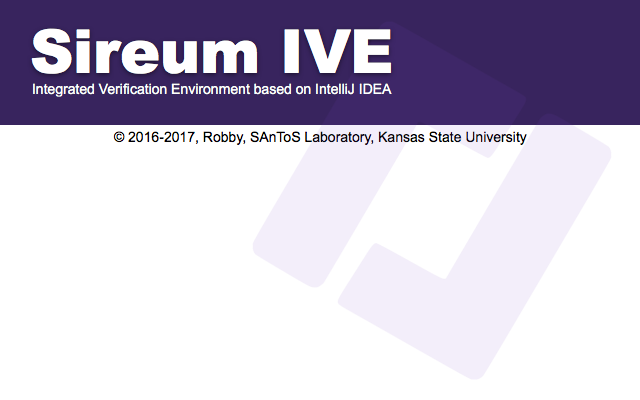 Sireum IVE
Integrated Verification Environment based on IntelliJ IDEA
© 2016-2017, Robby, SAnToS Laboratory, Kansas State University